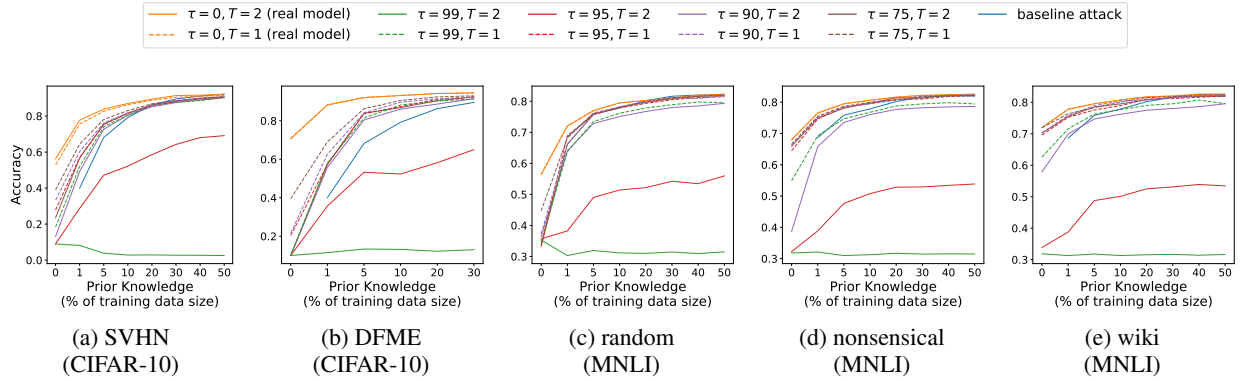 τ = 0, T = 2 (real model) τ = 99, T = 2 τ = 95, T = 2 τ = 90, T = 2 τ = 75, T = 2 baseline attack
τ = 0, T = 1 (real model) τ = 99, T = 1 τ = 95, T = 1 τ = 90, T = 1 τ = 75, T = 1
Accuracy
0.8
0.6
0.4
0.2
0.0
0 1 5 10 20 30 40 50
Prior Knowledge
(% of training data size)
(a) SVHN
(CIFAR-10)
0.8
0.6
0.4
0.2
0 1 5 10 20 30
Prior Knowledge
(% of training data size)
(b) DFME
(CIFAR-10)
0.8
0.7
0.6
0.5
0.4
0.3
0 1 5 10 20 30 40 50
Prior Knowledge
(% of training data size)
(c) random
(MNLI)
0.8
0.7
0.6
0.5
0.4
0.3
0 1 5 10 20 30 40 50
Prior Knowledge
(% of training data size)
(d) nonsensical
(MNLI)
0.8
0.7
0.6
0.5
0.4
0.3
0 1 5 10 20 30 40 50
Prior Knowledge
(% of training data size)
(e) wiki
(MNLI)